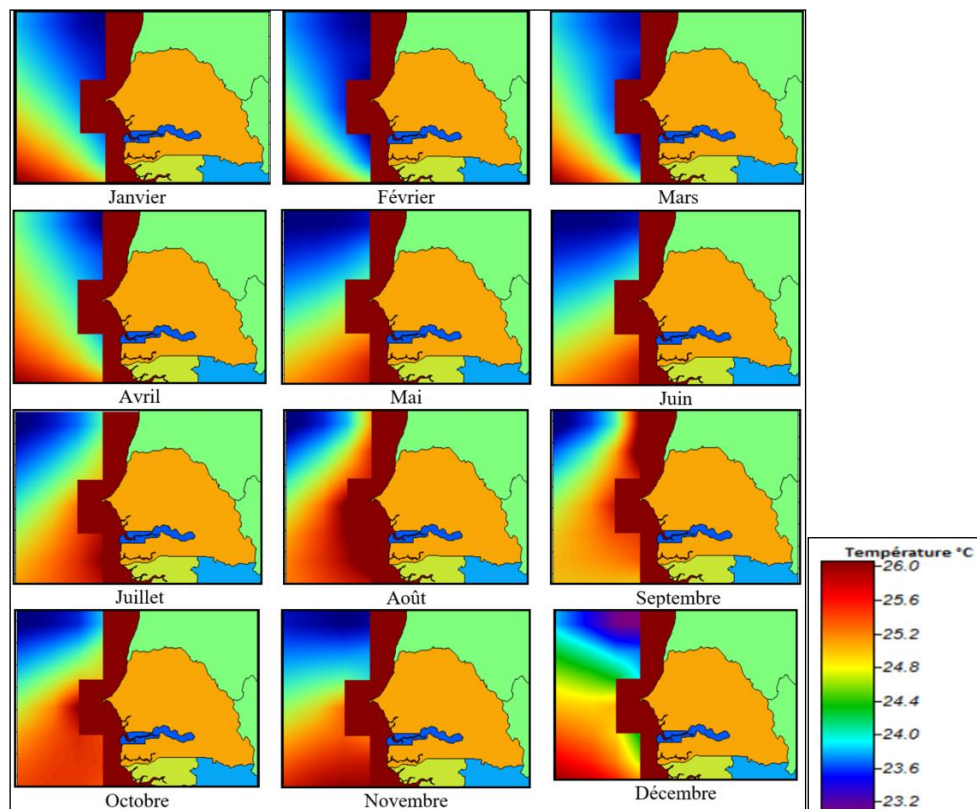 Janvier
Février
Mars
Avril
Mai
Juin
Juillet
Août
Septembre
Octobre
Novembre
Décembre
Température °C
26.0
25.6
25.2
24.8
24.4
24.0
23.6
23.2